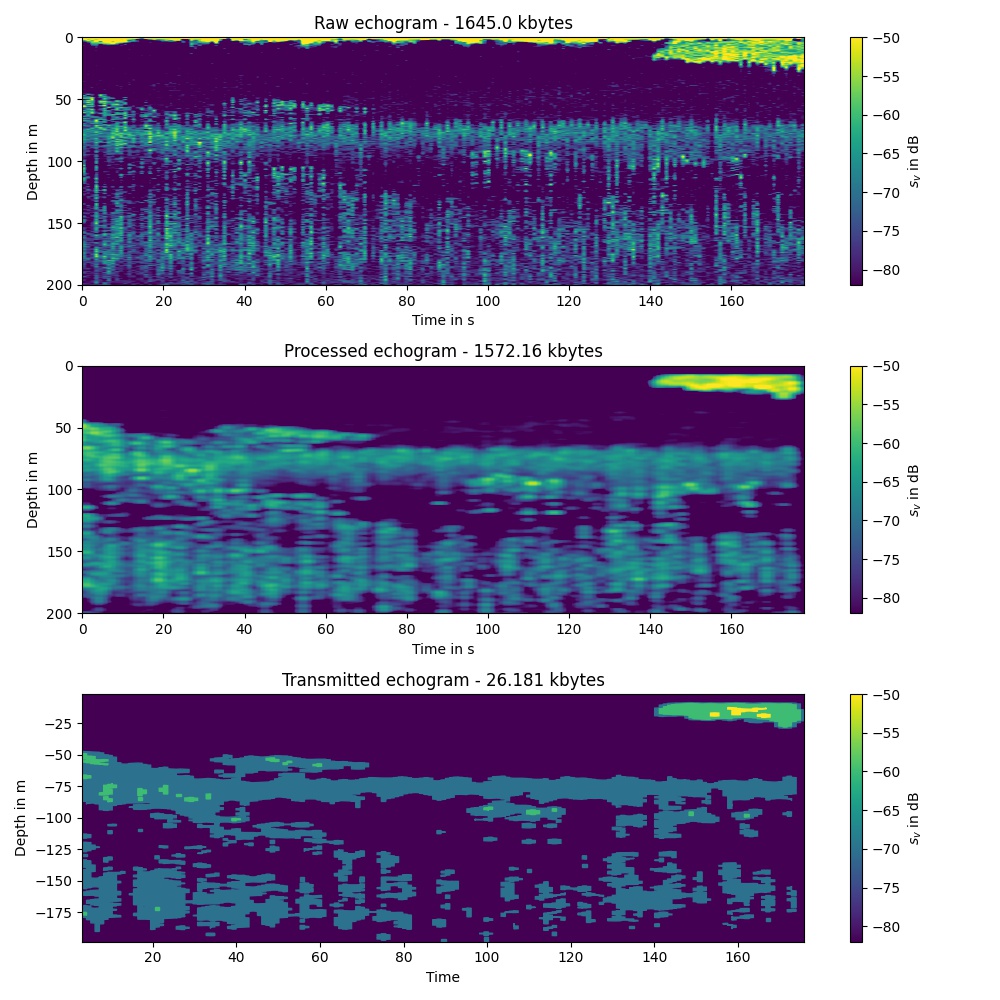 Raw echogram - 1645.0 kbytes
0
50
100
150
200
Depth in m
0 20 40 60 80 100 120 140 160
Time in s
−50
−55
−60
−65
−70
−75
−80
sv in dB
Processed echogram - 1572.16 kbytes
0
50
100
150
200
Depth in m
0 20 40 60 80 100 120 140 160
Time in s
−50
−55
−60
−65
−70
−75
−80
sv in dB
Transmitted echogram - 26.181 kbytes
−25
−50
−75
−100
−125
−150
−175
Depth in m
20 40 60 80 100 120 140 160
Time
−50
−55
−60
−65
−70
−75
−80
sv in dB